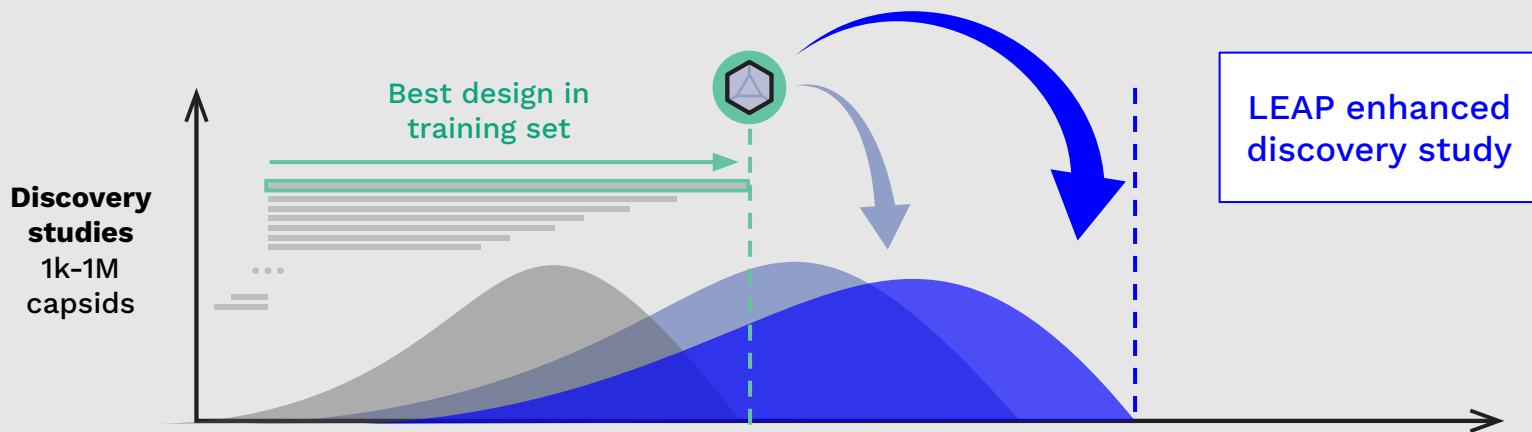 Best design in
training set
LEAP enhanced
discovery study
Discovery
studies
1k-1M
capsids